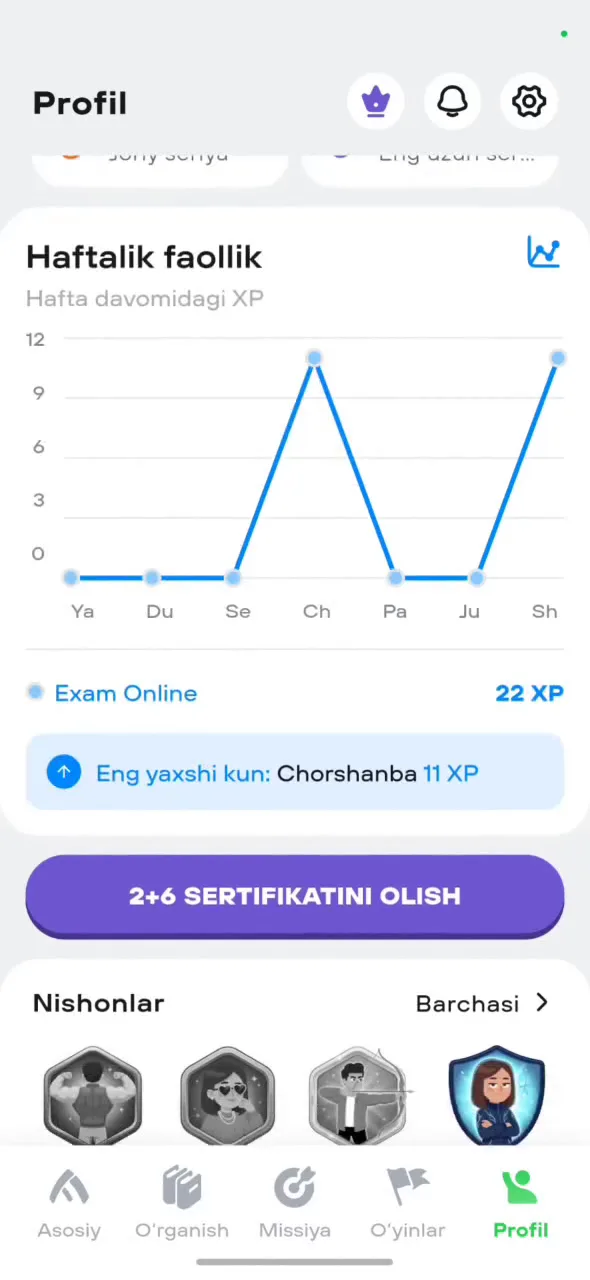 Profil
Haftalik faollik
Hafta davomidagi XP
12
9
6
3
0
Ya Du Se Ch Pa Ju Sh
Exam Online 22 XP
Eng yaxshi kun: Chorshanba 11 XP
2+6 SERTIFIKATINI OLISH
Nishonlar Barchasi
Asosiy O'rganish Missiya O'yinlar Profil